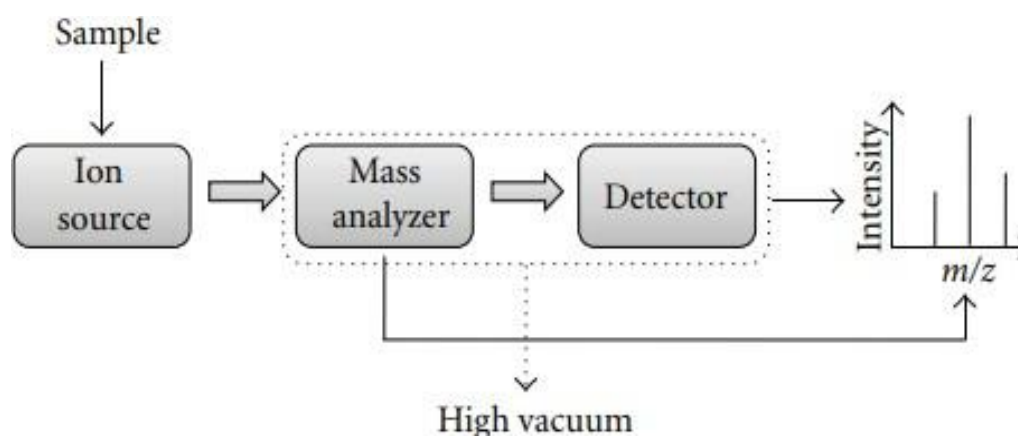 Sample
Ion
source
Mass
analyzer
Detector
Intensity
m/z
High vacuum